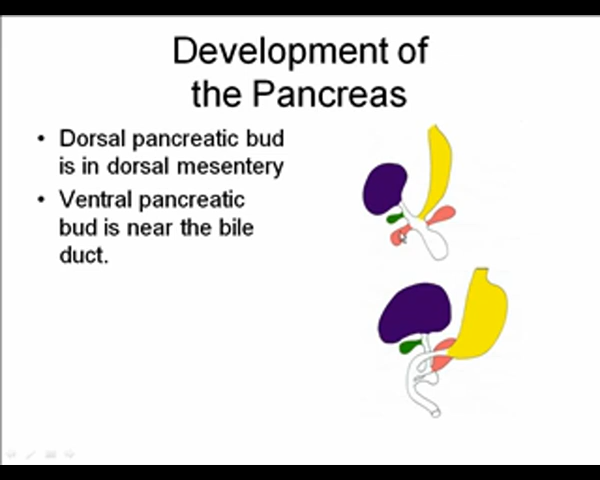 Development of
the Pancreas
• Dorsal pancreatic bud
is in dorsal mesentery
• Ventral pancreatic
bud is near the bile
duct.